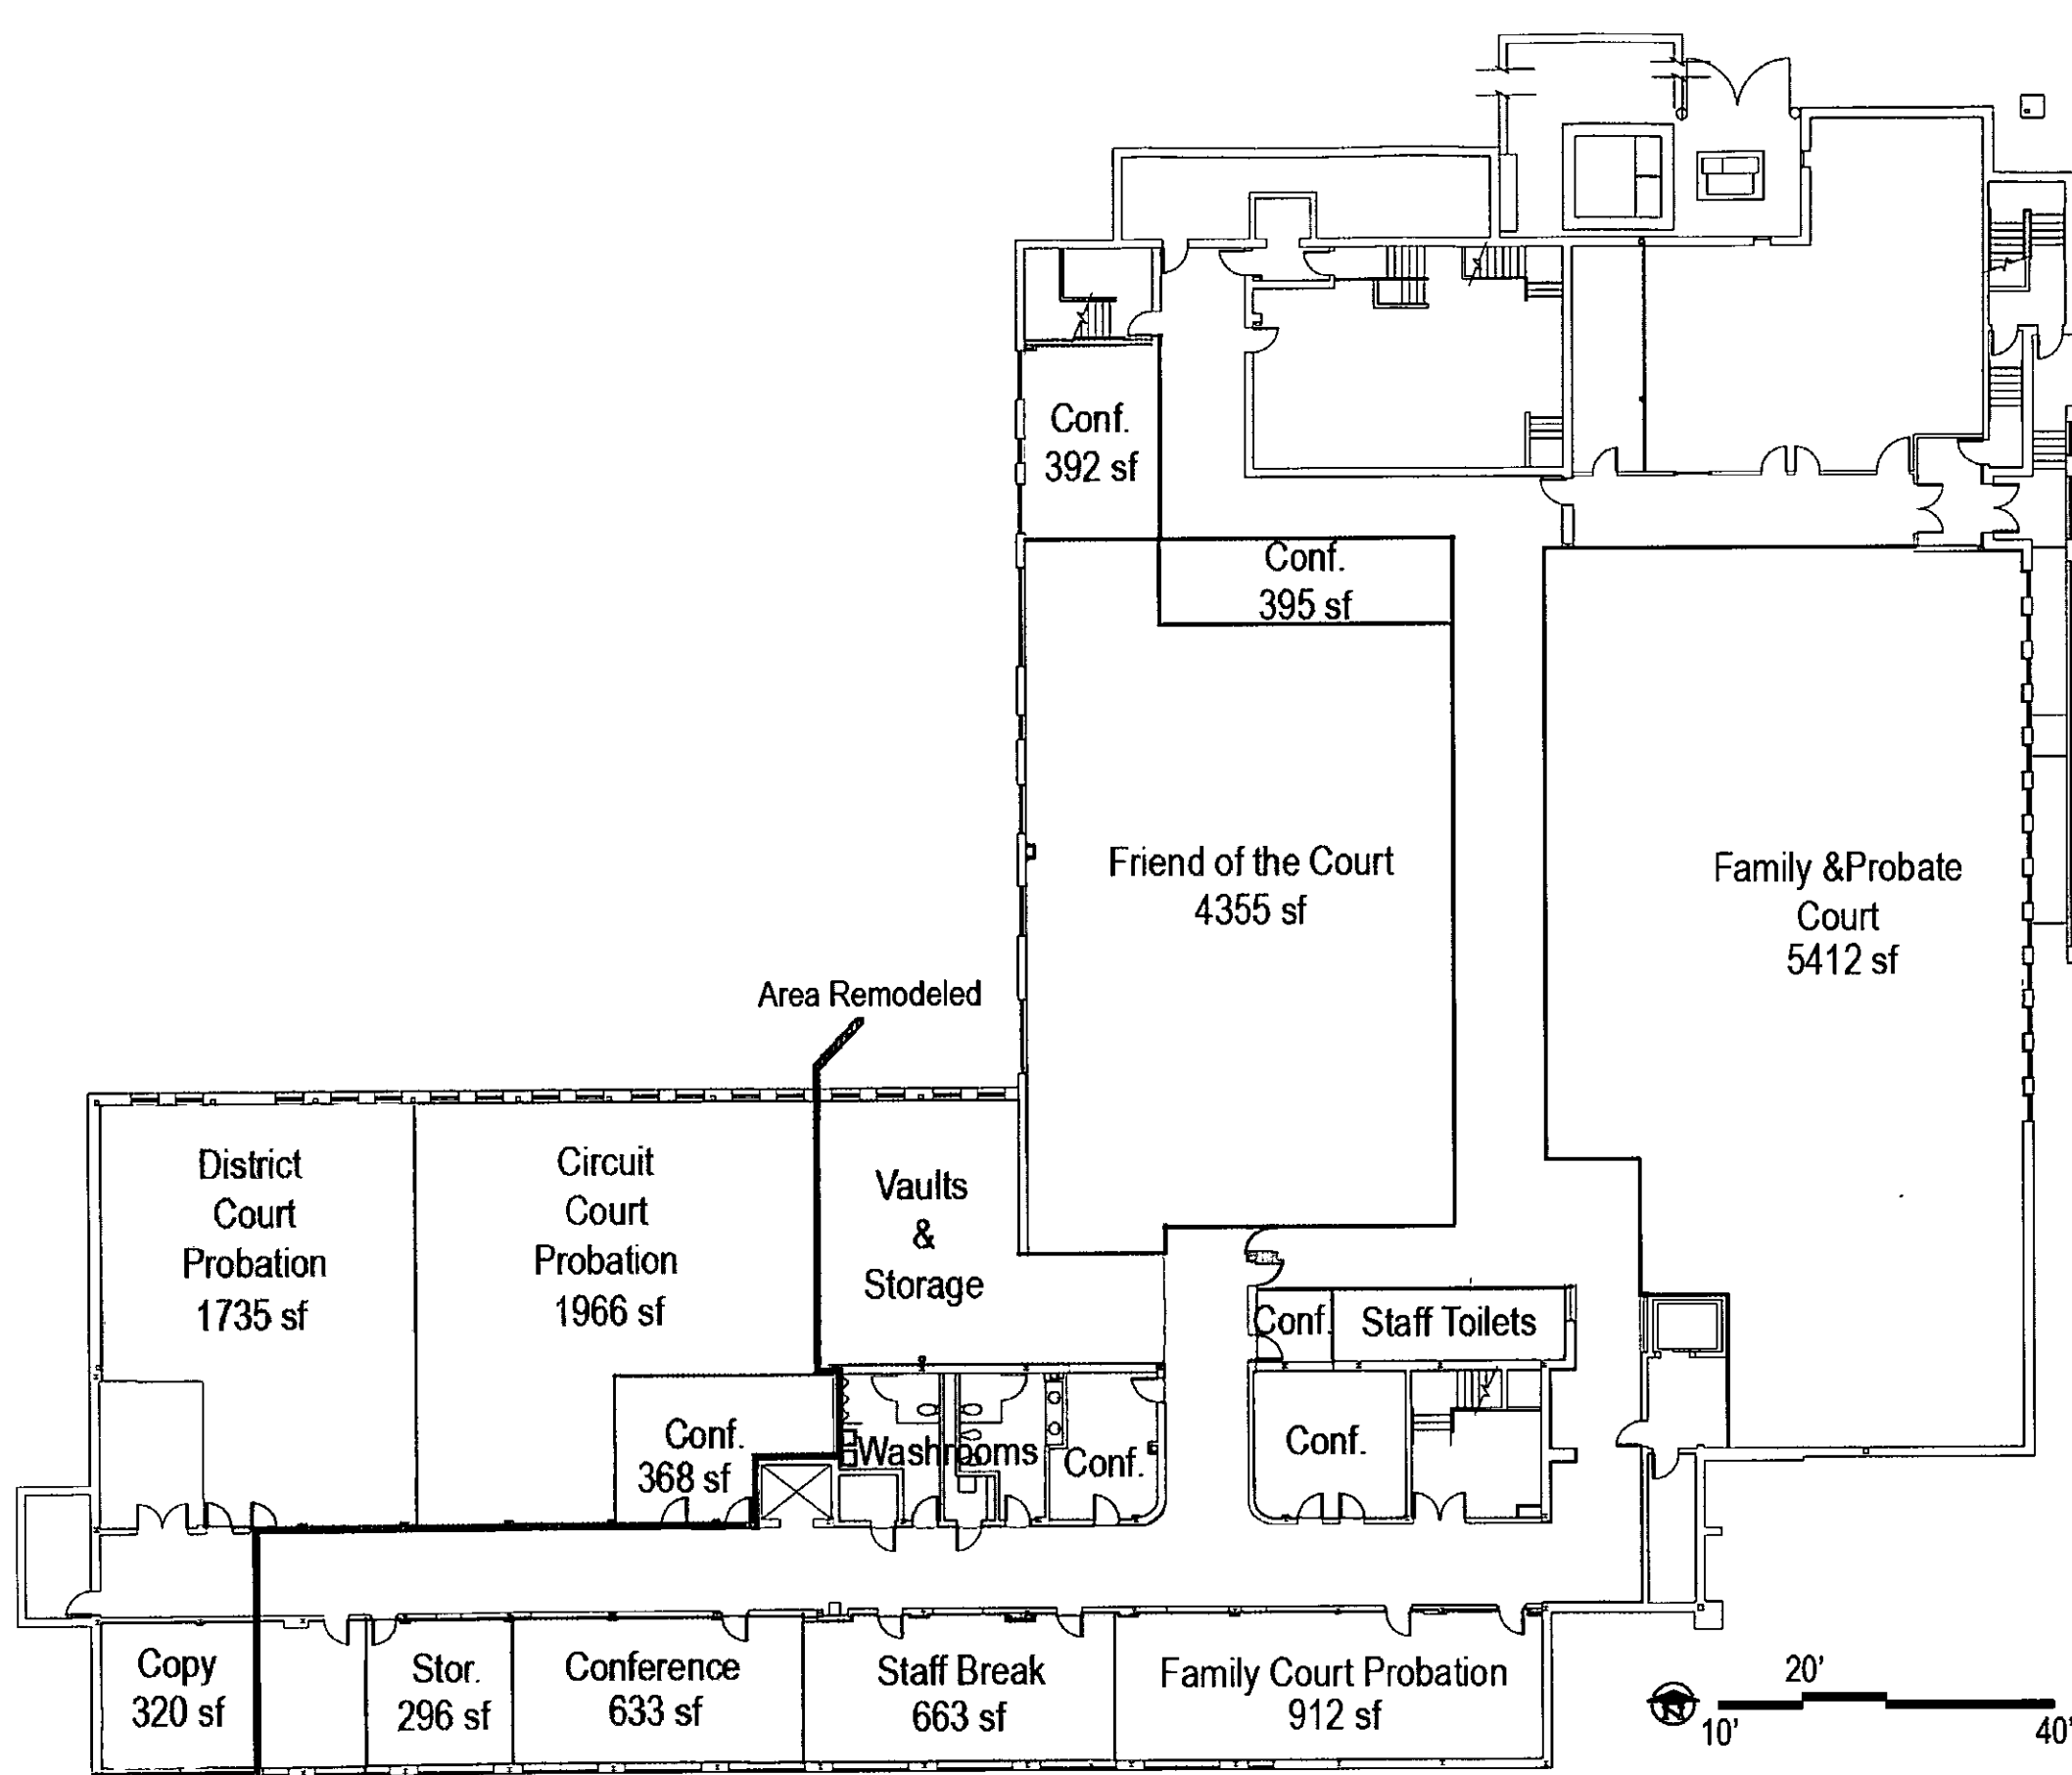 Conf.
392 sf
Conf.
395 sf
Friend of the Court
4355 sf
Family &Probate
Court
5412 sf
Area Remodeled
District
Court
Probation
1735 sf
Circuit
Court
Probation
1966 sf
Vaults
&
Storage
Conf.
Staff Toilets
Conf.
368 sf
Washrooms
Conf.
Conf.
Copy
320 sf
Stor.
296 sf
Conference
633 sf
Staff Break
663 sf
Family Court Probation
912 sf
N
20'
10'
40'